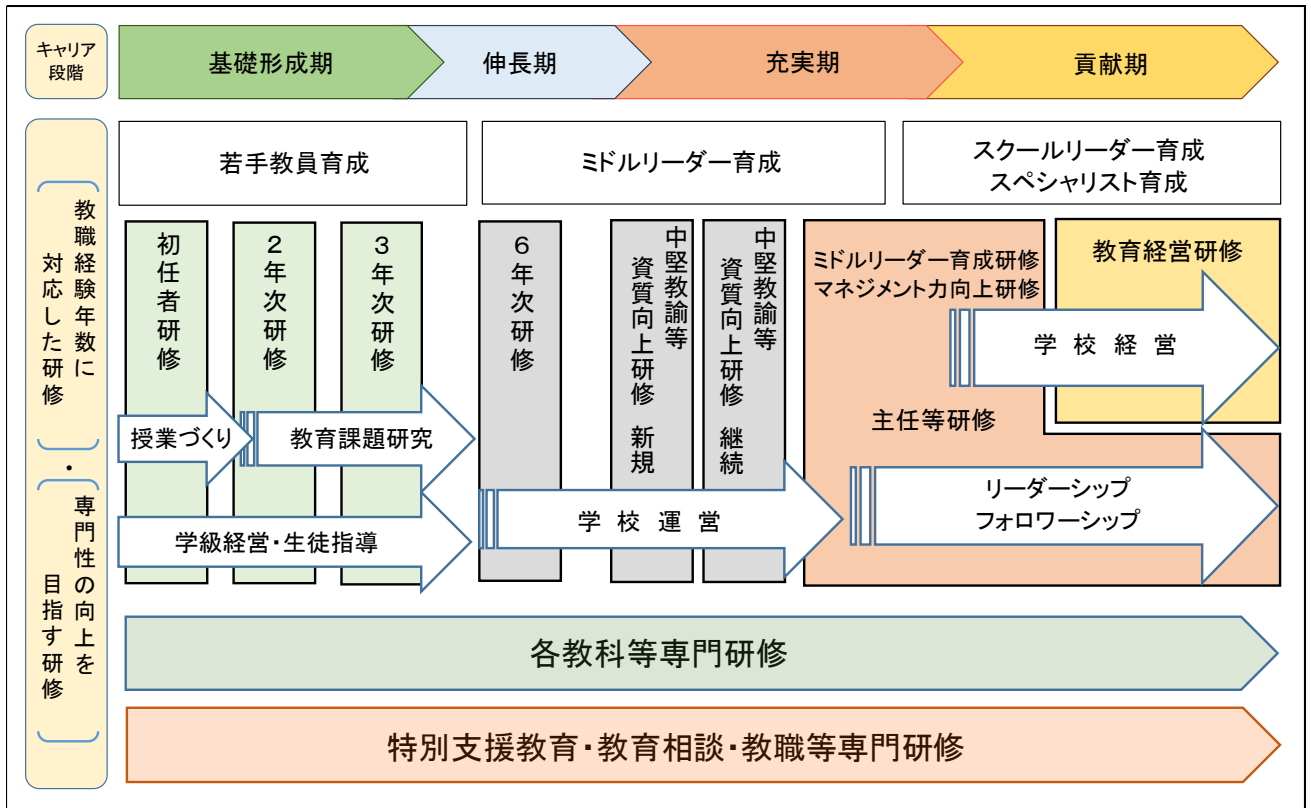 キャリア
段階
基礎形成期
伸長期
充実期
貢献期
教職経験年数に
対応した研修
・
専門性の向上を
目指す研修
若手教員育成
ミドルリーダー育成
スクールリーダー育成
スペシャリスト育成
初任者研修
２年次研修
３年次研修
６年次研修
中堅教諭等
資質向上研修 新規
中堅教諭等
資質向上研修 継続
ミドルリーダー育成研修
マネジメント力向上研修
教育経営研修
学校経営
主任等研修
授業づくり
教育課題研究
リーダーシップ
フォロワーシップ
学級経営・生徒指導
学校運営
各教科等専門研修
特別支援教育・教育相談・教職等専門研修